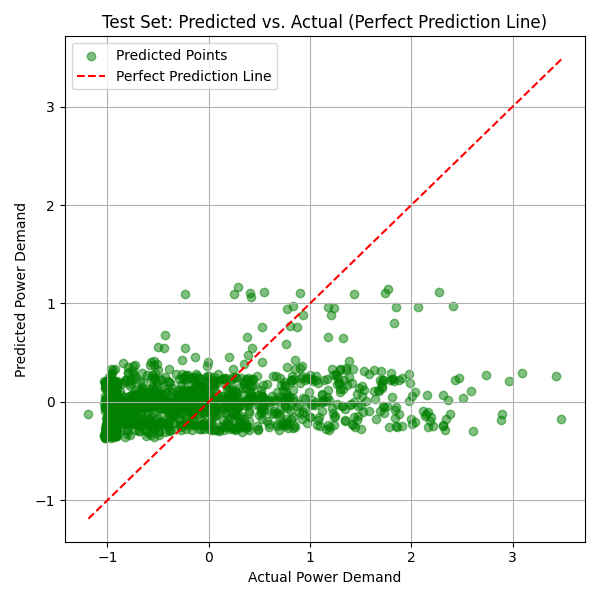 Test Set: Predicted vs. Actual (Perfect Prediction Line)
Predicted Points
Perfect Prediction Line
3
2
1
0
−1
Predicted Power Demand
−1 0 1 2 3
Actual Power Demand